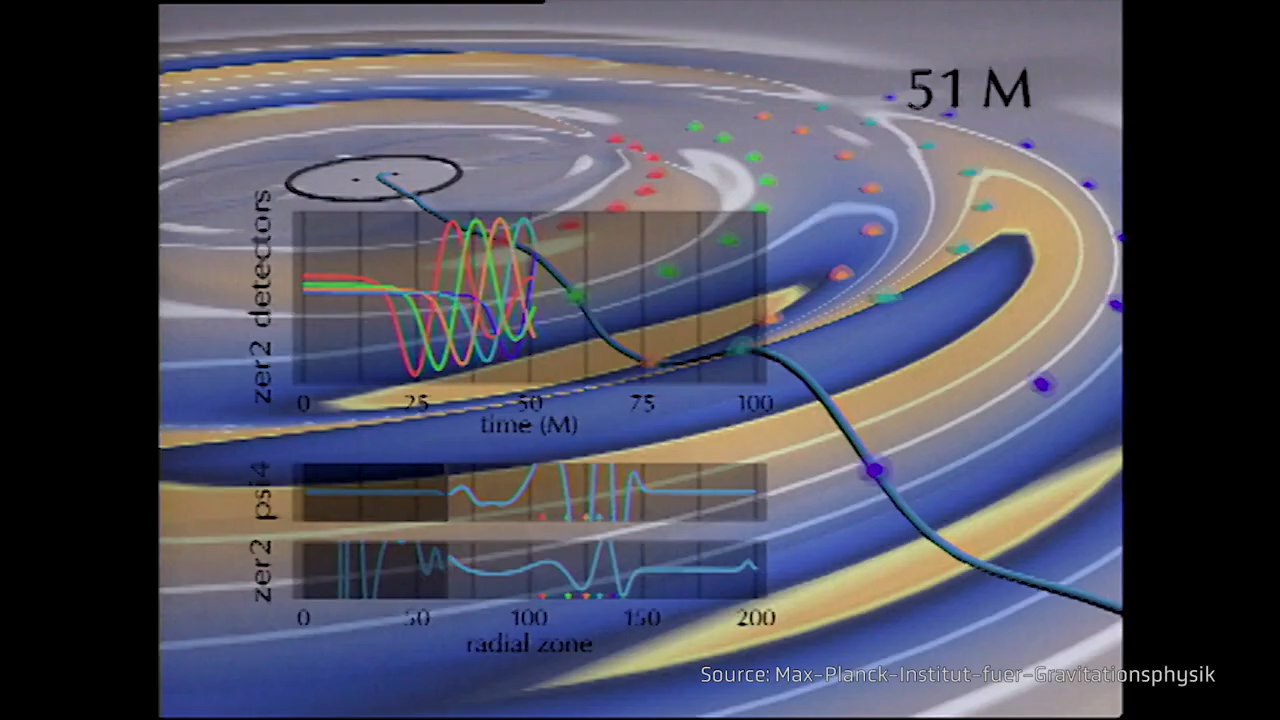 51 M
zer2 detectors
0 25 50 75 100
time (M)
psi4
zer2
0 50 100 150 200
radial zone
Source: Max-Planck-Institut-fuer-Gravitationsphysik